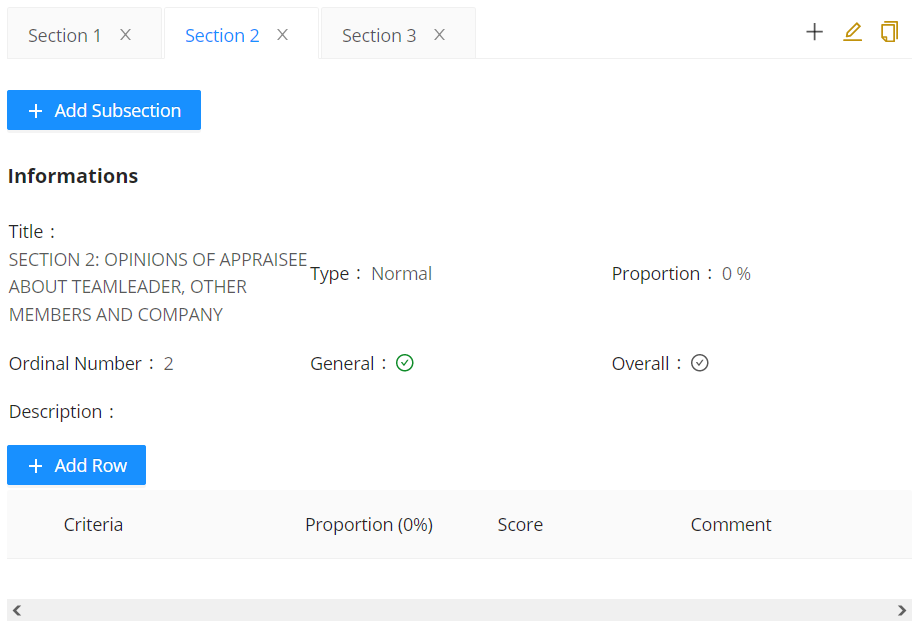 Section 1
Section 2
Section 3
Add Subsection
Informations
Title :
SECTION 2: OPINIONS OF APPRAISEE
ABOUT TEAMLEADER, OTHER
MEMBERS AND COMPANY
Type : Normal
Proportion : 0 %
Ordinal Number : 2
General :
Overall :
Description :
Add Row
Criteria
Proportion (0%)
Score
Comment